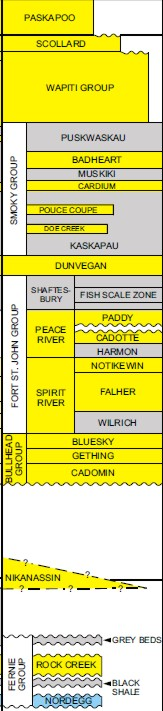 PASKAPOO
SCOLLARD
WAPITI GROUP
SMOKY GROUP
PUSKWASKAU
BADHEART
MUSKIKI
CARDIUM
POUCE COUPE
DOE CREEK
KASKAPAU
DUNVEGAN
FORT ST. JOHN GROUP
SHAFTES-
BURY
FISH SCALE ZONE
PEACE
RIVER
PADDY
CADOTTE
HARMON
SPIRIT
RIVER
NOTIKEWIN
FALHER
WILRICH
BULLHEAD
GROUP
BLUESKY
GETHING
CADOMIN
?
?
NIKANASSIN
? ? ?
FERNIE
GROUP
GREY BEDS
ROCK CREEK
BLACK
SHALE
NORDEGG